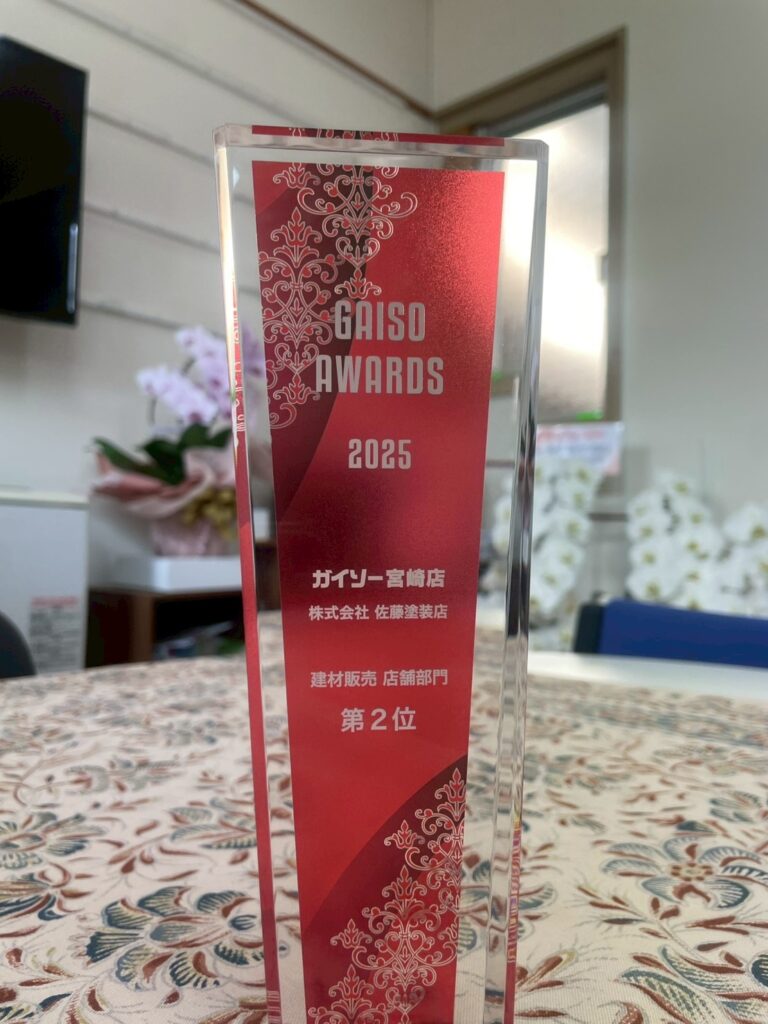 GAISO
AWARDS
2025
ガイソー宮崎店
株式会社 佐藤塗装店
建材販売 店舗部門
第2位